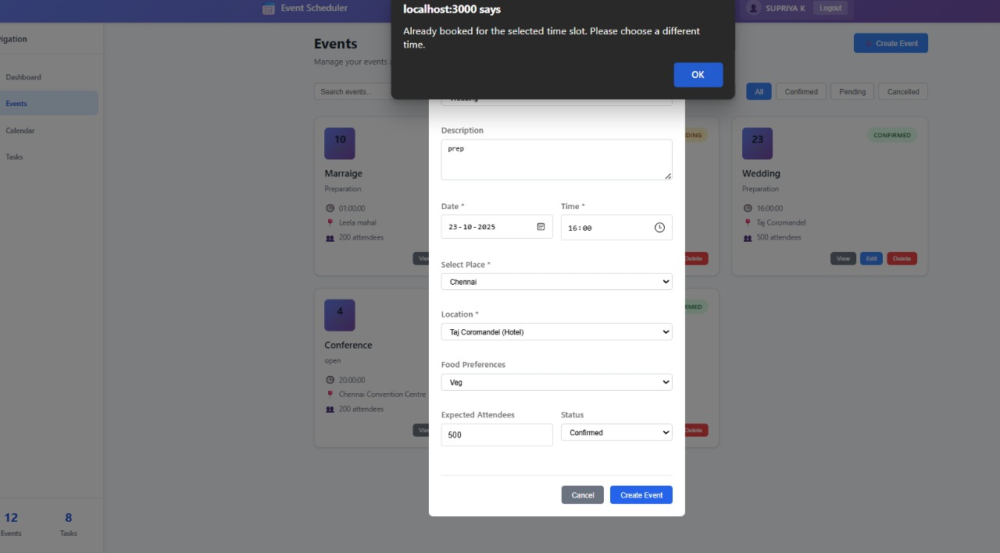 localhost:3000 says
Already booked for the selected time slot. Please choose a different
time.
OK
Event Scheduler
SUPRIYA K
Logout
vigation
Dashboard
Events
Calendar
Tasks
12
Events
8
Tasks
Events
Manage your events
Create Event
Search events...
All
Confirmed
Pending
Cancelled
10
Marraige
Preparation
01:00:00
Leela mahal
200 attendees
View
DING
Delete
23
CONFIRMED
Wedding
Preparation
16:00:00
Taj Coromandel
500 attendees
View
Edit
Delete
4
Conference
open
20:00:00
Chennai Convention Centre
200 attendees
View
RMED
Delete
Wedding
Description
prep
Date *
Time *
23-10-2025
16:00
Select Place *
Chennai
Location *
Taj Coromandel (Hotel)
Food Preferences
Veg
Expected Attendees
Status
500
Confirmed
Cancel
Create Event